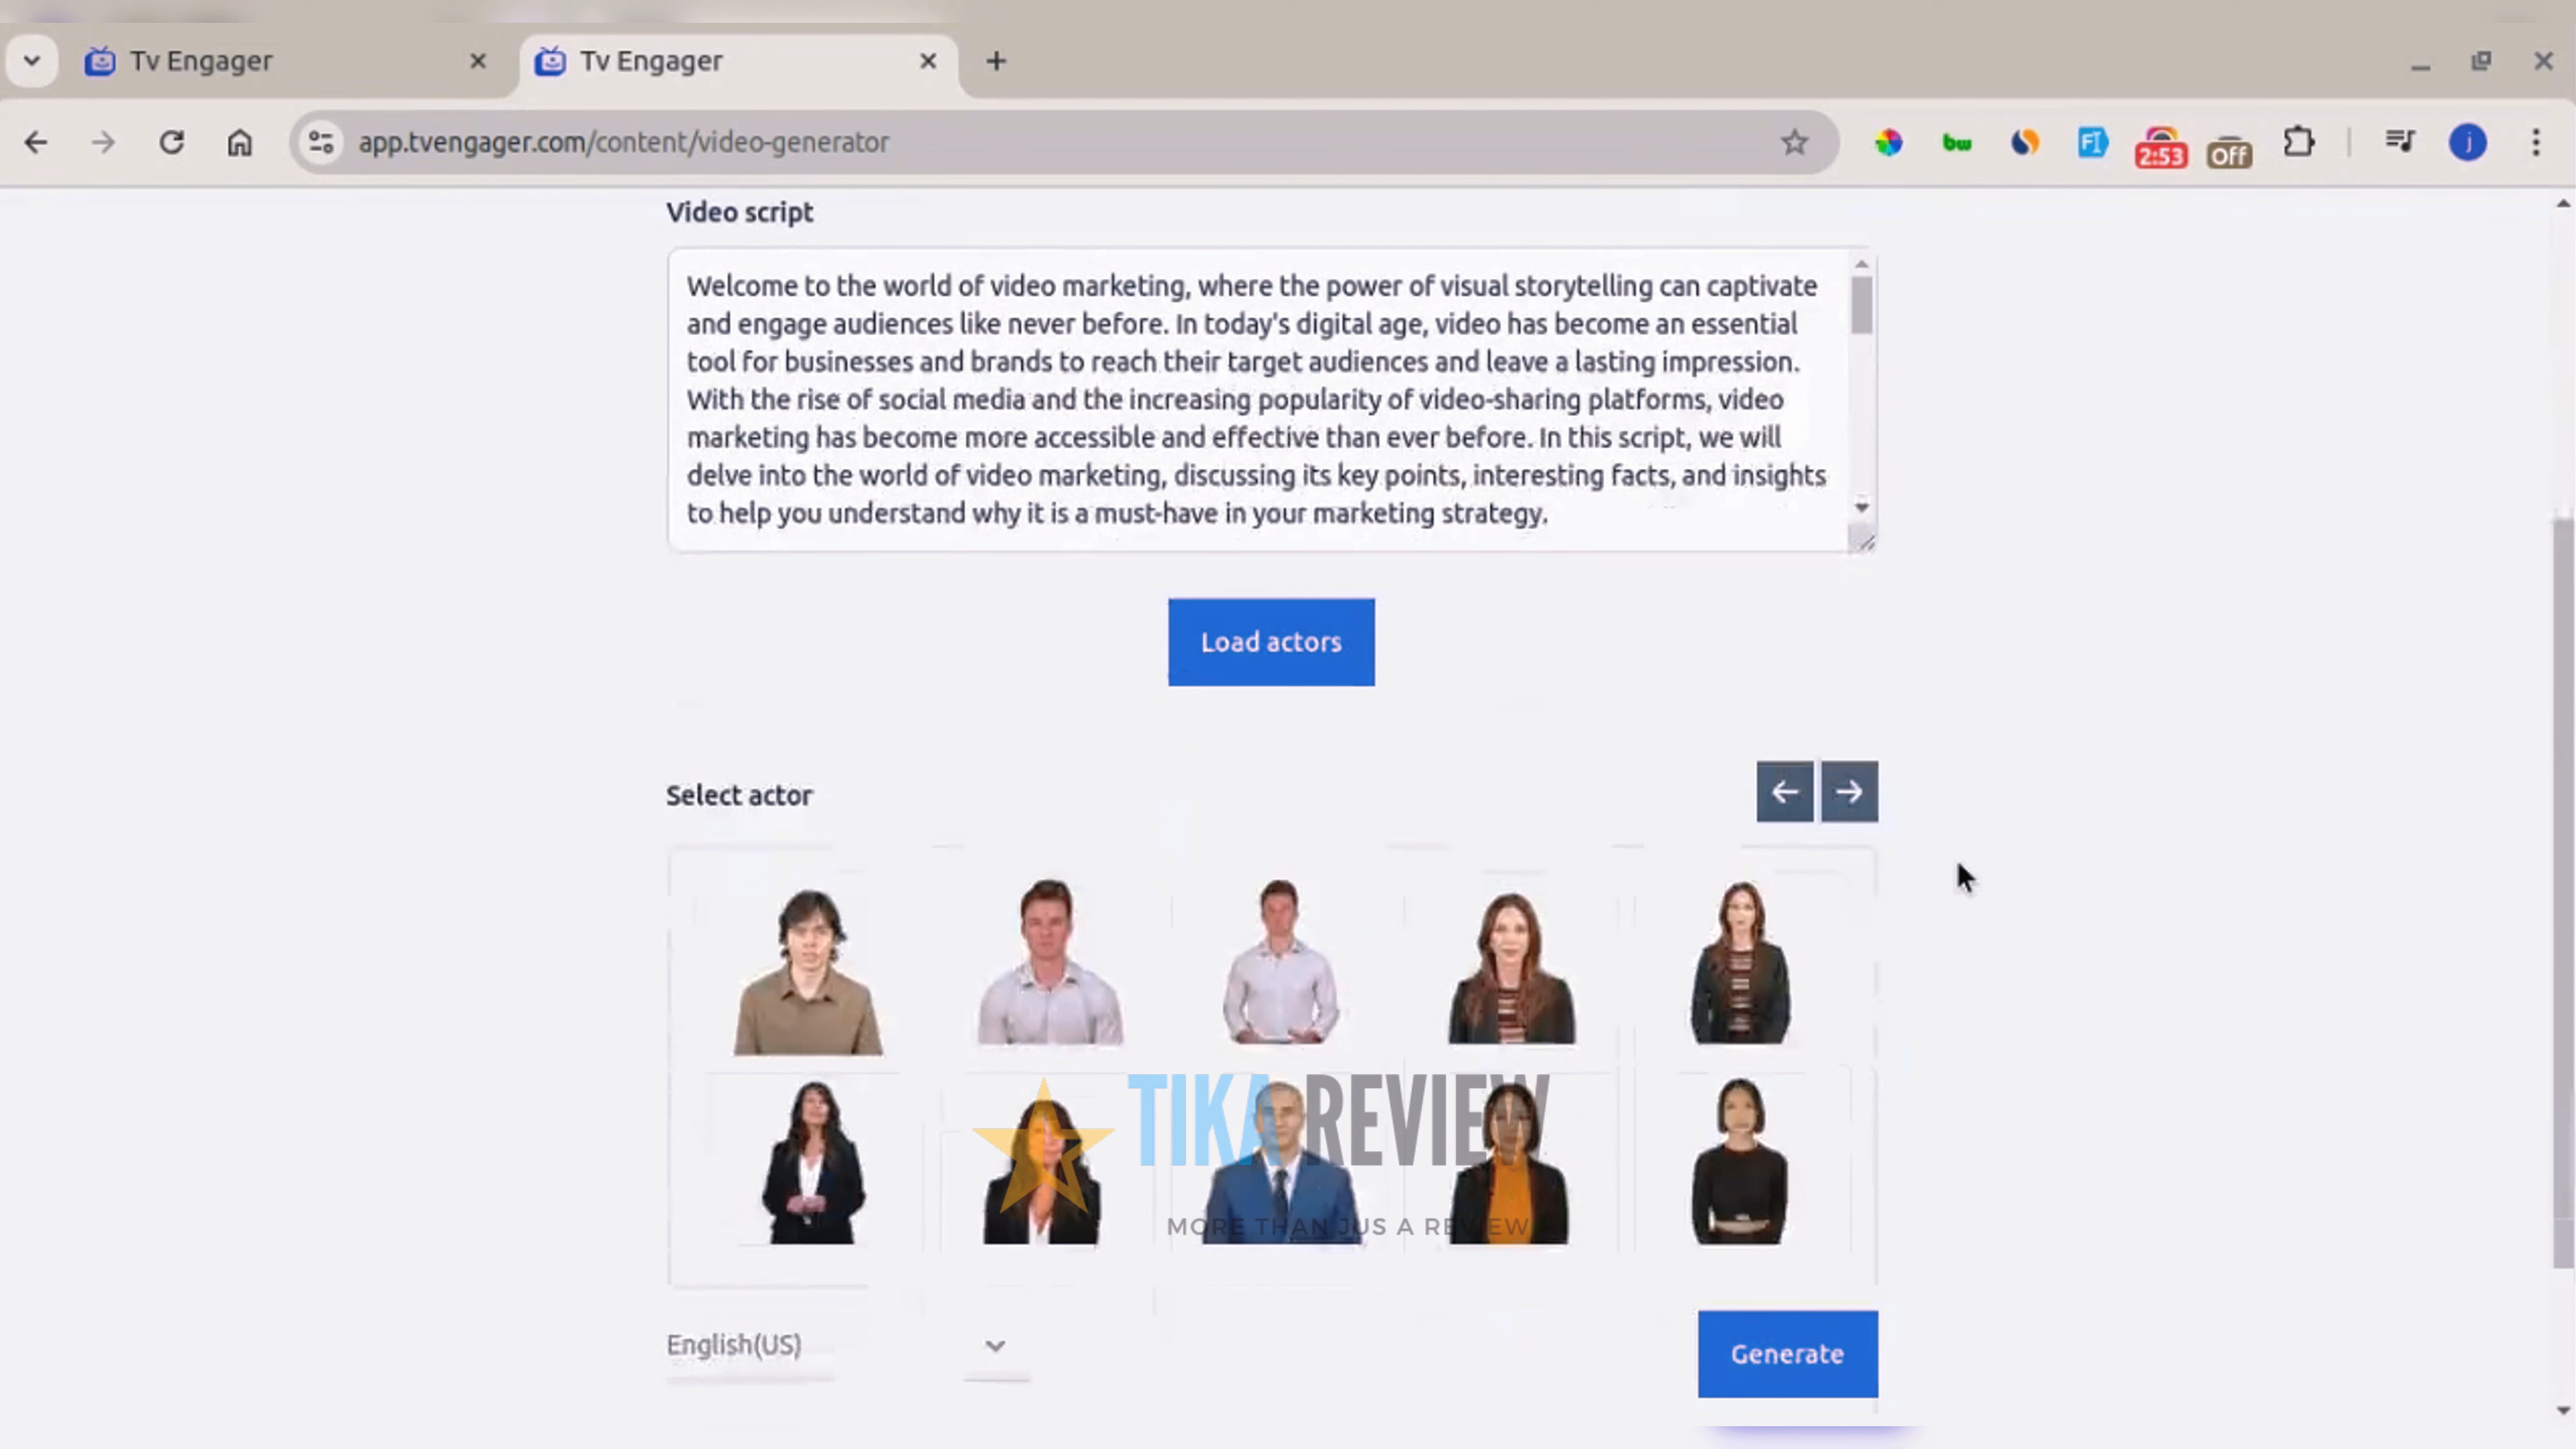 Tv Engager
Tv Engager
app.tvengager.com/content/video-generator
bw
FI
2:53
Off
j
Video script
Welcome to the world of video marketing, where the power of visual storytelling can captivate
and engage audiences like never before. In today's digital age, video has become an essential
tool for businesses and brands to reach their target audiences and leave a lasting impression.
With the rise of social media and the increasing popularity of video-sharing platforms, video
marketing has become more accessible and effective than ever before. In this script, we will
delve into the world of video marketing, discussing its key points, interesting facts, and insights
to help you understand why it is a must-have in your marketing strategy.
Load actors
Select actor
TIKA REVIEW
MORE THAN JUS A REVIEW
English(US)
Generate